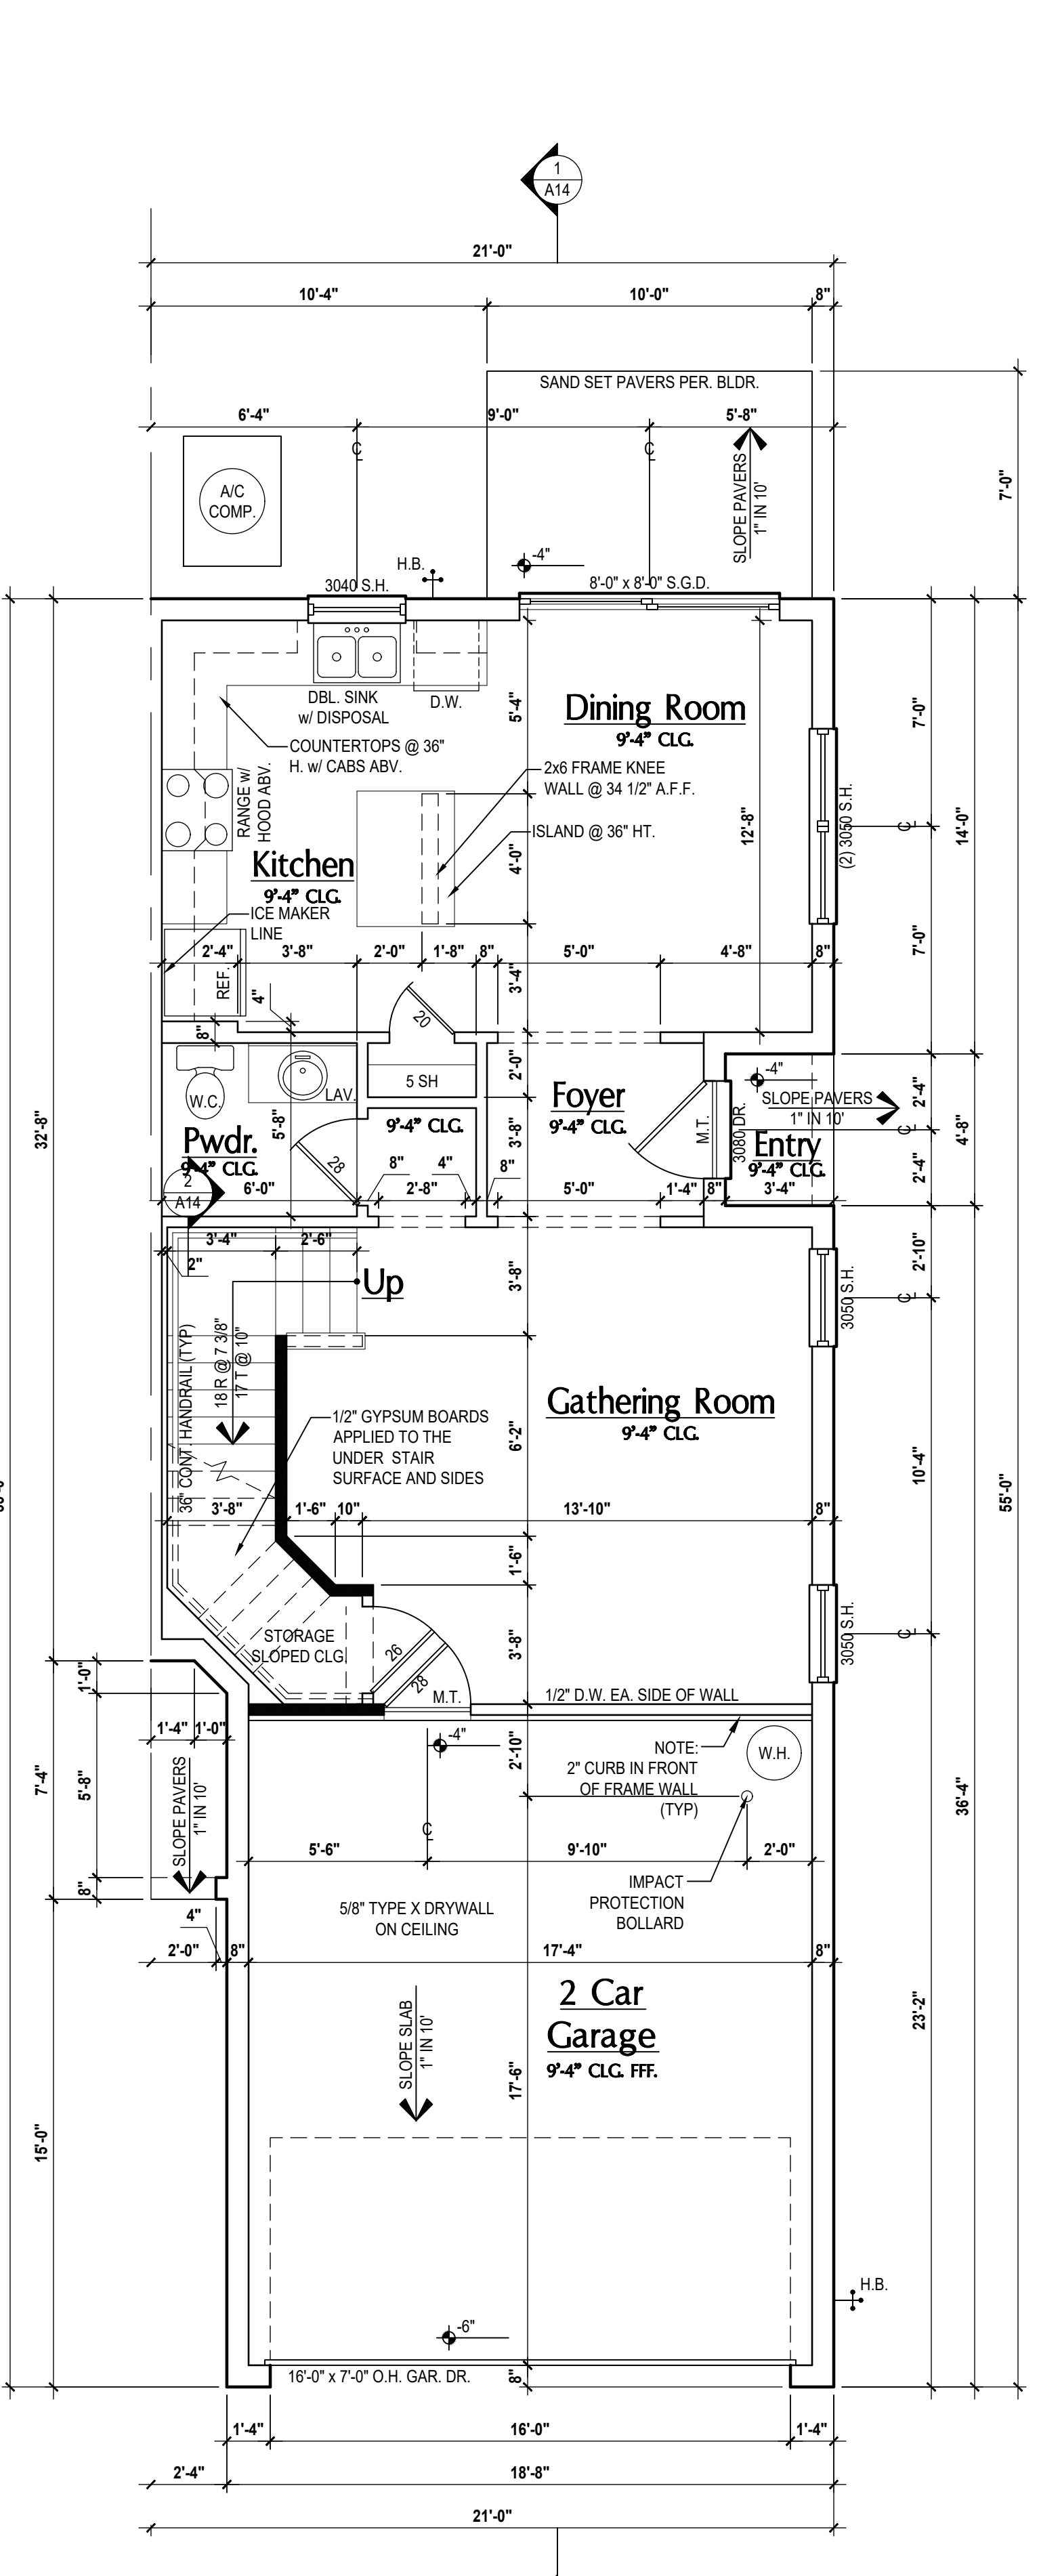 1
A14
21'-0"
10'-4"
10'-0"
8"
SAND SET PAVERS PER. BLDR.
6'-4"
9'-0"
5'-8"
A/C
COMP.
SLOPE PAVERS
1" IN 10'
7'-0"
H.B.
-4"
3040 S.H.
8'-0" x 8'-0" S.G.D.
DBL. SINK
w/ DISPOSAL
D.W.
5'-4"
Dining Room
9'-4" CLG.
7'-0"
COUNTERTOPS @ 36"
H. w/ CABS ABV.
2x6 FRAME KNEE
WALL @ 34 1/2" A.F.F.
RANGE w/
HOOD ABV.
ISLAND @ 36" HT.
12'-8"
(2) 3050 S.H.
14'-0"
4'-0"
Kitchen
9'-4" CLG.
ICE MAKER
LINE
7'-0"
2'-4"
3'-8"
2'-0"
1'-8"
8"
5'-0"
4'-8"
8"
REF.
4"
3'-4"
8"
20
2'-0"
5 SH
9'-4" CLG.
Foyer
9'-4" CLG.
-4"
SLOPE PAVERS
1" IN 10'
2'-4"
W.C.
LAV.
5'-8"
3'-8"
M.T.
3080 DR.
Entry
9'-4" CLG.
4'-8"
32'-8"
Pwdr.
9'-4" CLG.
28
8"
4"
8"
2'-4"
2
A14
6'-0"
2'-8"
5'-0"
1'-4"
8"
3'-4"
3'-4"
2'-6"
2"
Up
3'-8"
2'-10"
3050 S.H.
36" CONT. HANDRAIL (TYP)
18 R @ 7 3/8"
17 T @ 10"
Gathering Room
9'-4" CLG.
1/2" GYPSUM BOARDS
APPLIED TO THE
UNDER STAIR
SURFACE AND SIDES
6'-2"
10'-4"
55'-0"
3'-8"
1'-6"
10"
13'-10"
8"
1'-6"
STORAGE
SLOPED CLG.
26
28
3'-8"
3050 S.H.
1'-0"
M.T.
1/2" D.W. EA. SIDE OF WALL
1'-4"
1'-0"
-4"
2'-10"
NOTE:
2" CURB IN FRONT
OF FRAME WALL
(TYP)
W.H.
7'-4"
5'-8"
SLOPE PAVERS
1" IN 10'
36'-4"
5'-6"
9'-10"
2'-0"
8"
IMPACT
PROTECTION
BOLLARD
5/8" TYPE X DRYWALL
ON CEILING
4"
2'-0"
8"
17'-4"
8"
2 Car
Garage
9'-4" CLG. FFF.
23'-2"
SLOPE SLAB
1" IN 10'
17'-6"
15'-0"
H.B.
-6"
16'-0" x 7'-0" O.H. GAR. DR.
8"
1'-4"
16'-0"
1'-4"
2'-4"
18'-8"
21'-0"